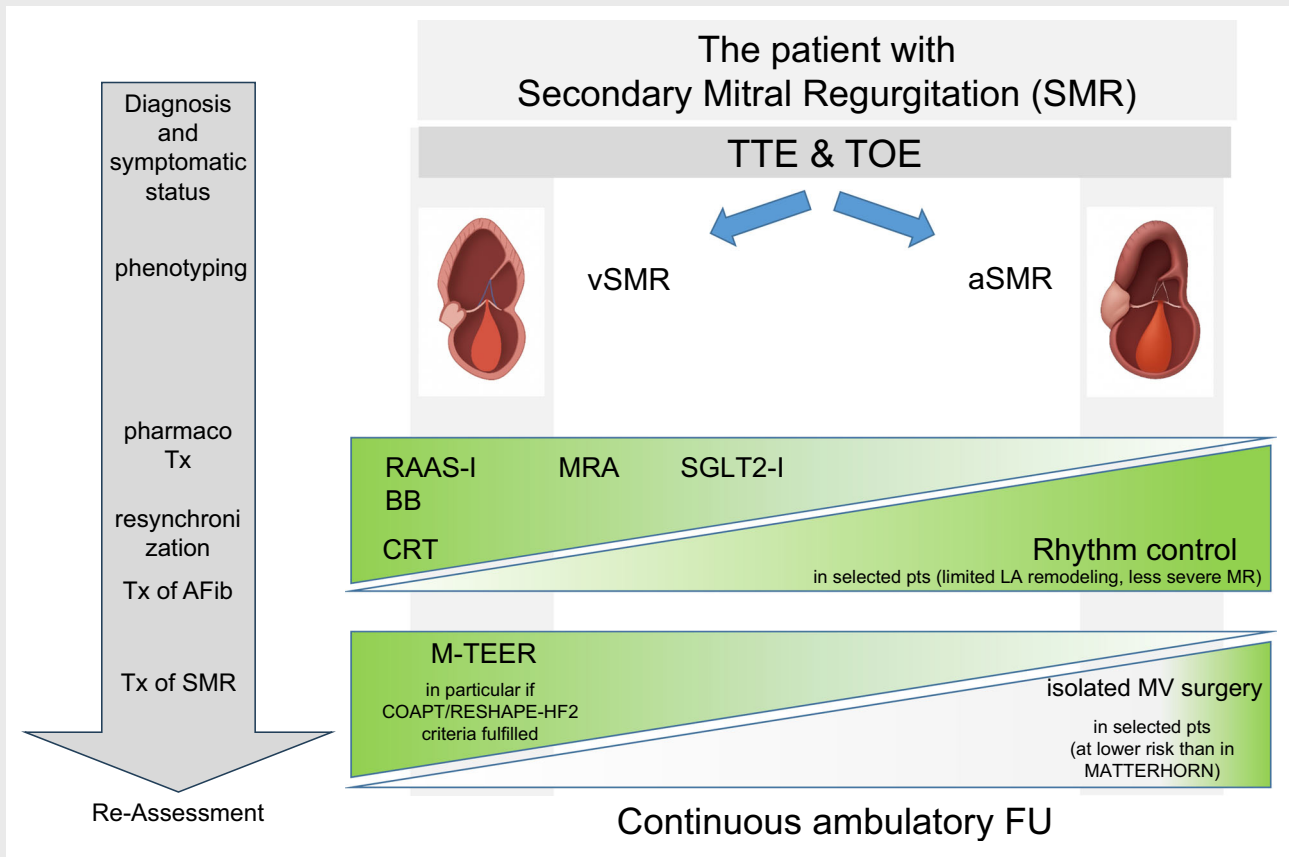 The patient with
Secondary Mitral Regurgitation (SMR)
TTE & TOE
Diagnosis
and
symptomatic
status
phenotyping
vSMR
aSMR
pharmaco
Tx
RAAS-I
MRA
SGLT2-I
BB
resynchroni
zation
CRT
Rhythm control
in selected pts (limited LA remodeling, less severe MR)
Tx of AFib
Tx of SMR
M-TEER
in particular if
COAPT/RESHAPE-HF2
criteria fulfilled
isolated MV surgery
in selected pts
(at lower risk than in
MATTERHORN)
Re-Assessment
Continuous ambulatory FU